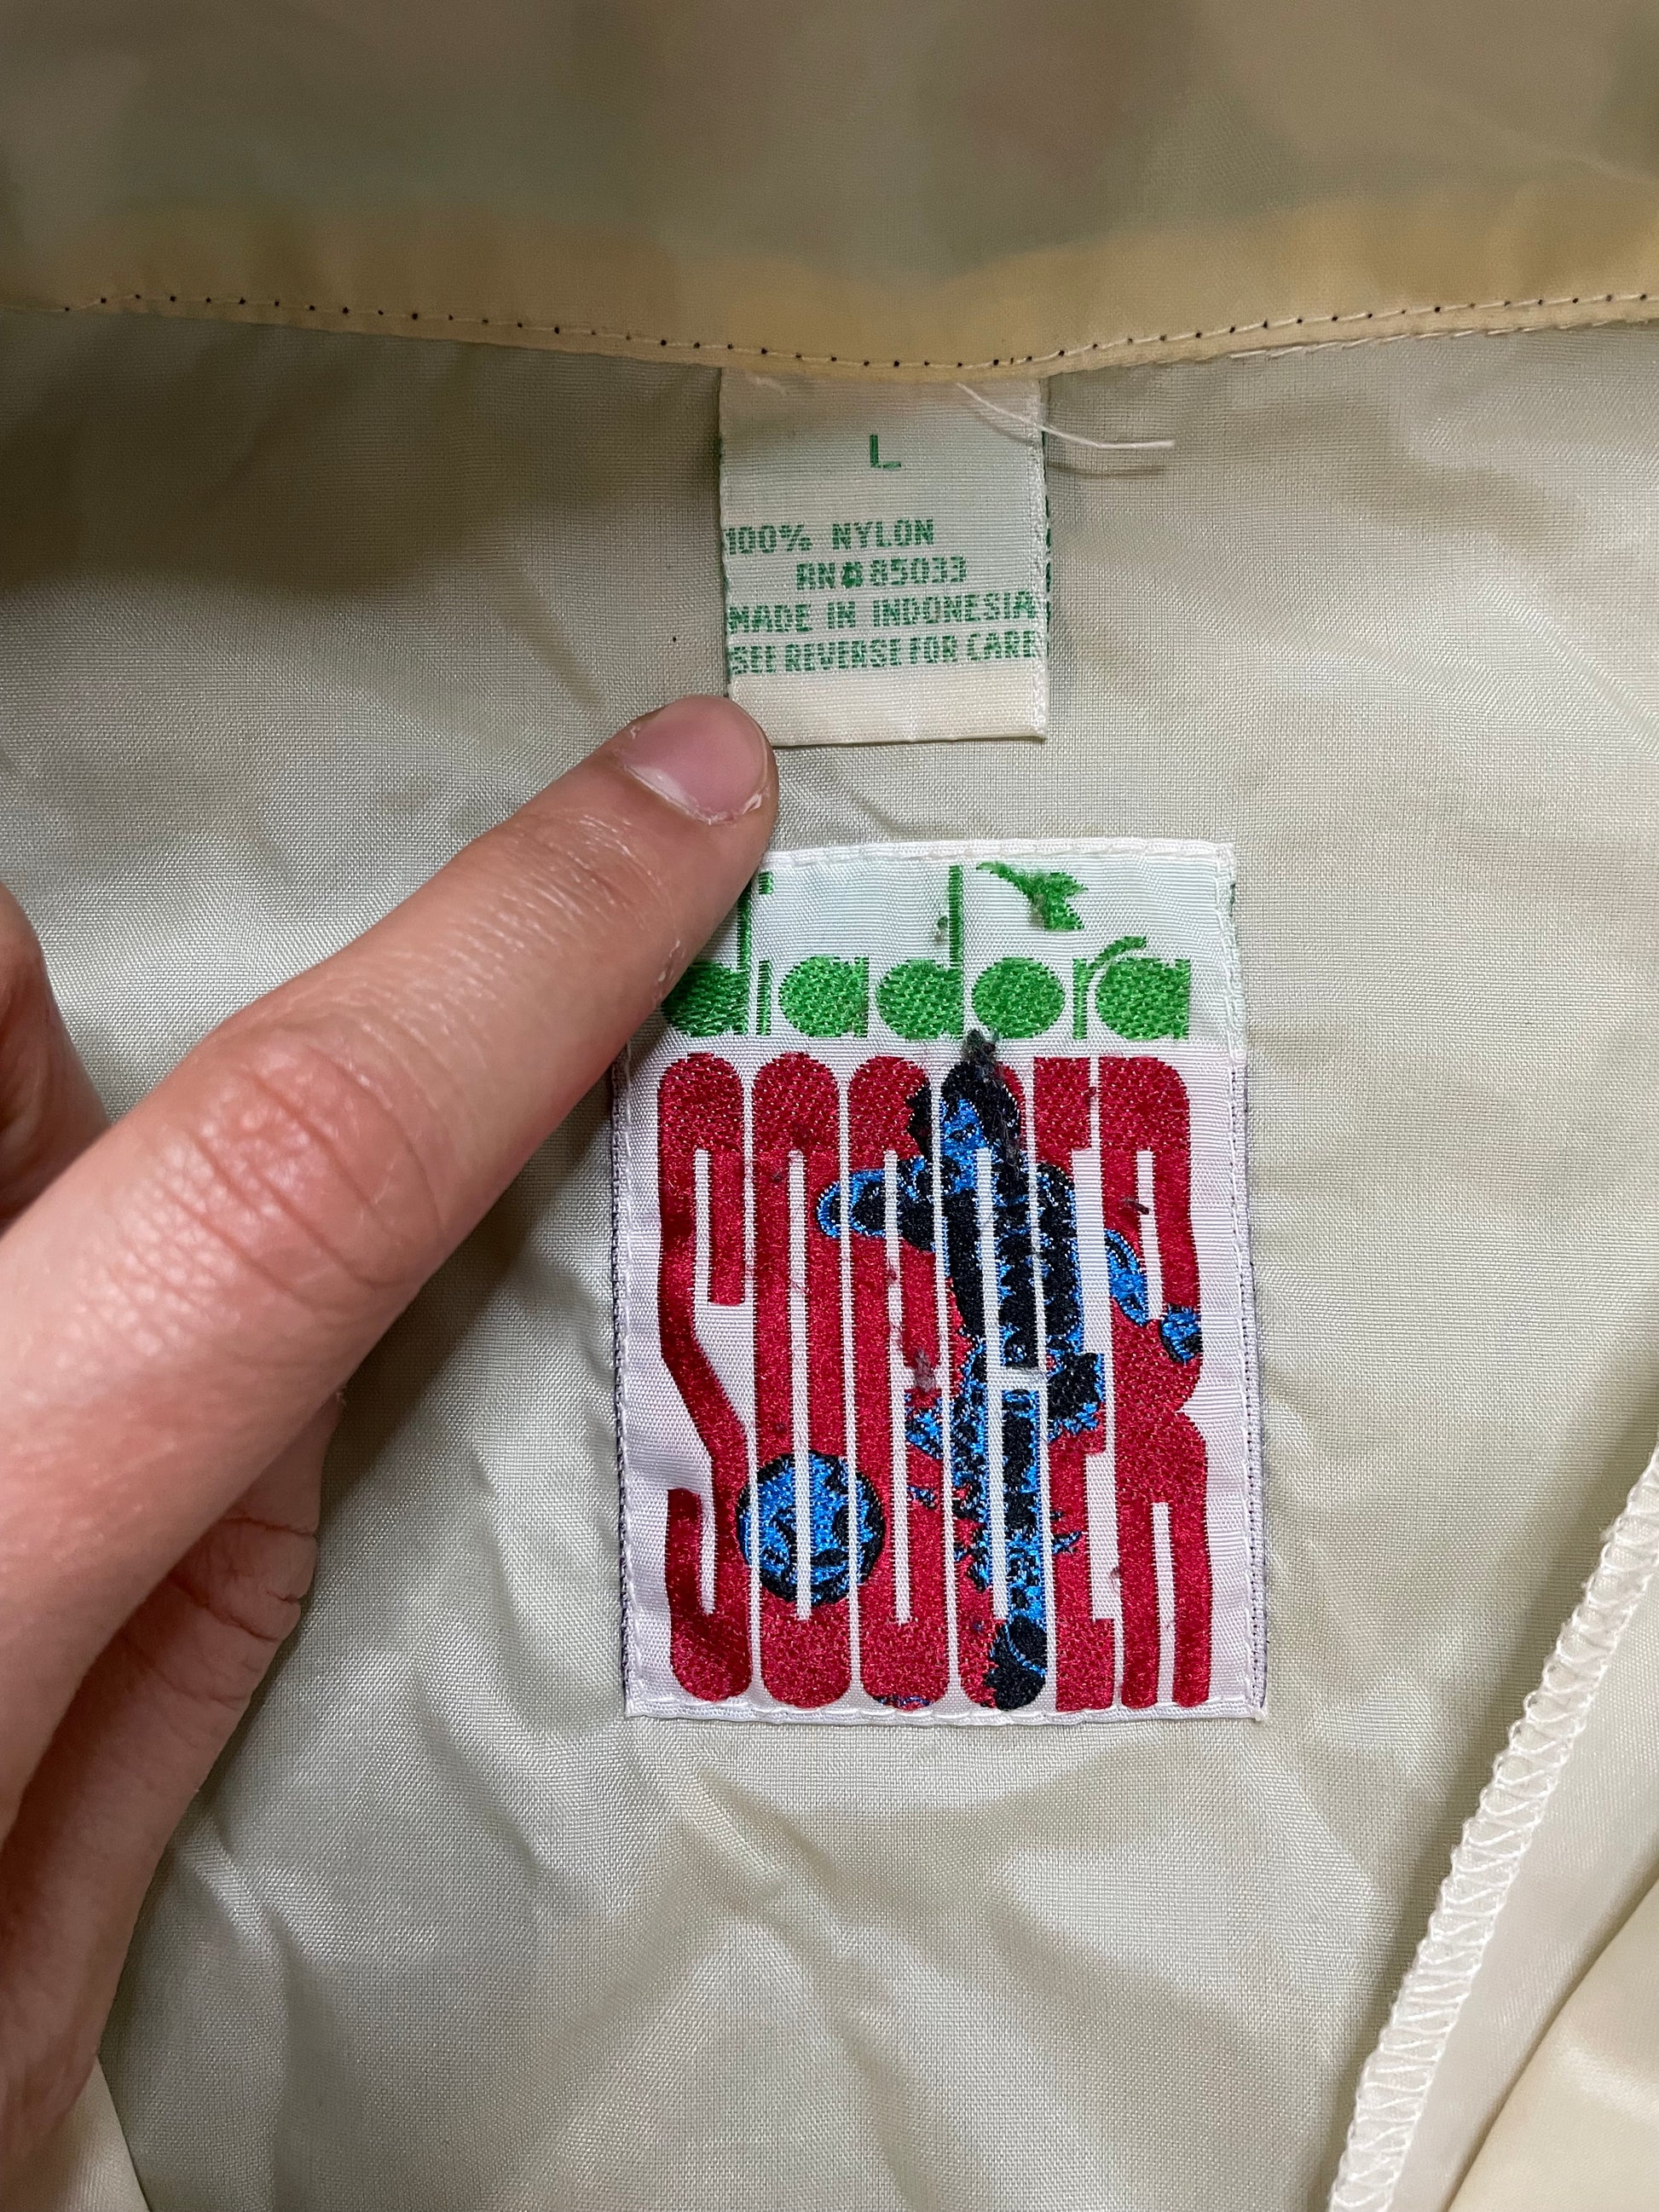 L
100% NYLON
RN# 85033
MADE IN INDONESIA
SEE REVERSE FOR CARE
diadora
SOCCER